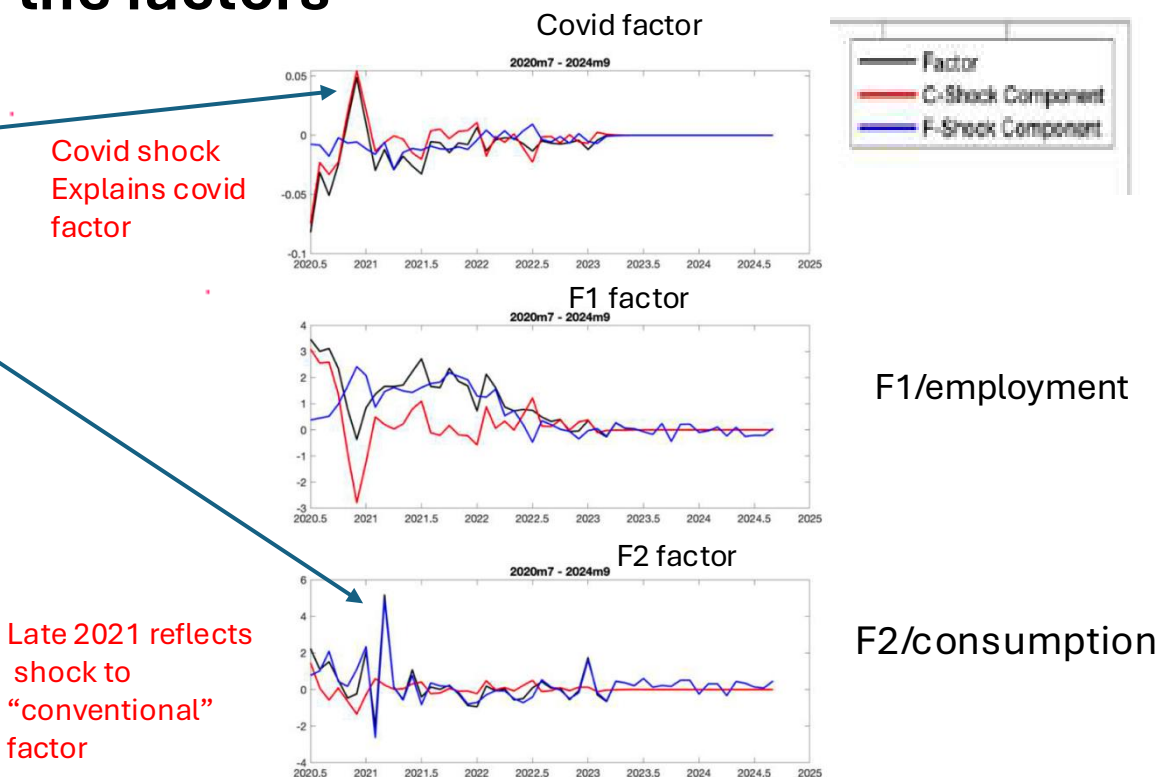 the factors
Covid factor
2020m7 - 2024m9
0.05
0
-0.05
-0.1
2020.5 2021 2021.5 2022 2022.5 2023 2023.5 2024 2024.5 2025
Factor
C-Shock Component
F-Shock Component
Covid shock
Explains covid
factor
F1 factor
2020m7 - 2024m9
4
3
2
1
0
-1
-2
-3
2020.5 2021 2021.5 2022 2022.5 2023 2023.5 2024 2024.5 2025
F1/employment
F2 factor
2020m7 - 2024m9
6
4
2
0
-2
-4
2020.5 2021 2021.5 2022 2022.5 2023 2023.5 2024 2024.5 2025
F2/consumption
Late 2021 reflects
shock to
“conventional”
factor